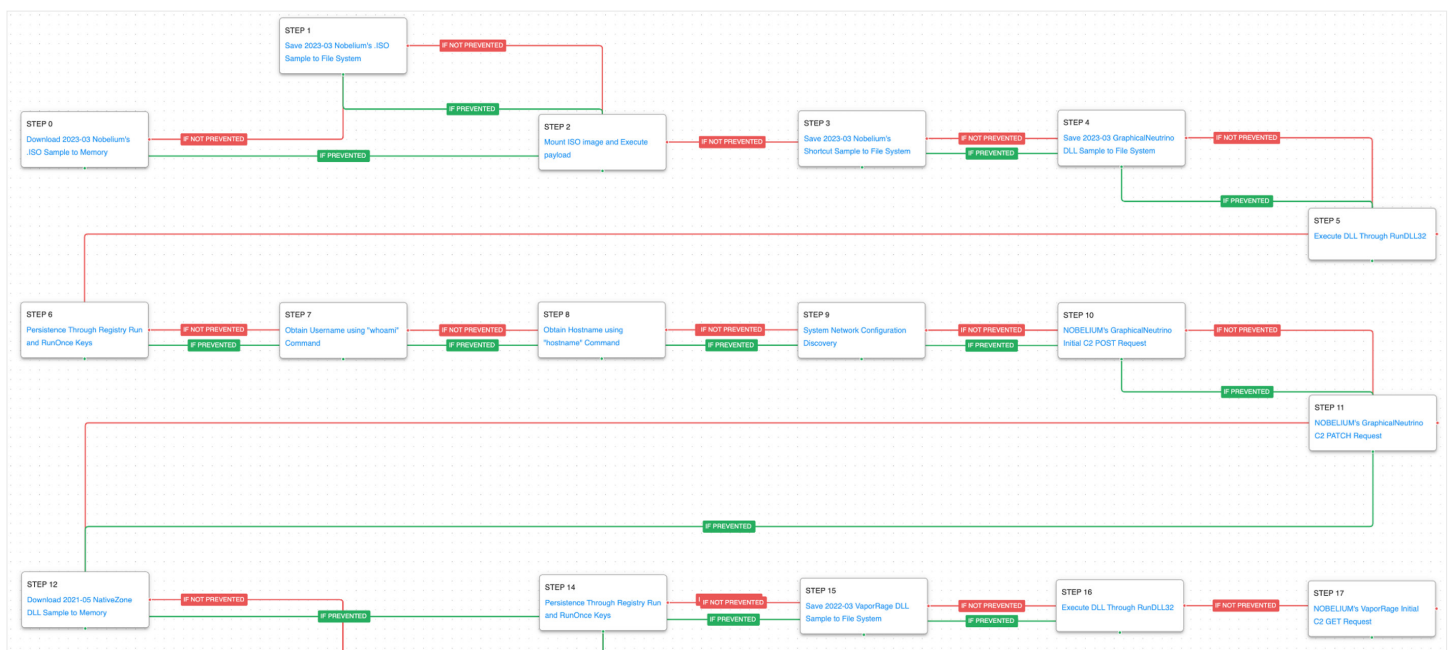 STEP 1
Save 2023-03 Nobelium's .ISO
Sample to File System
IF NOT PREVENTED
IF PREVENTED
STEP 0
Download 2023-03 Nobelium's
.ISO Sample to Memory
IF NOT PREVENTED
IF PREVENTED
STEP 2
Mount ISO image and Execute
payload
IF NOT PREVENTED
STEP 3
Save 2023-03 Nobelium's
Shortcut Sample to File System
IF NOT PREVENTED
IF PREVENTED
STEP 4
Save 2023-03 GraphicalNeutrino
DLL Sample to File System
IF NOT PREVENTED
IF PREVENTED
STEP 5
Execute DLL Through RunDLL32
STEP 6
Persistence Through Registry Run
and RunOnce Keys
IF NOT PREVENTED
IF PREVENTED
STEP 7
Obtain Username using "whoami"
Command
IF NOT PREVENTED
IF PREVENTED
STEP 8
Obtain Hostname using
"hostname" Command
IF NOT PREVENTED
IF PREVENTED
STEP 9
System Network Configuration
Discovery
IF NOT PREVENTED
IF PREVENTED
STEP 10
NOBELIUM's GraphicalNeutrino
Initial C2 POST Request
IF NOT PREVENTED
IF PREVENTED
STEP 11
NOBELIUM's GraphicalNeutrino
C2 PATCH Request
IF PREVENTED
STEP 12
Download 2021-05 NativeZone
DLL Sample to Memory
IF NOT PREVENTED
IF PREVENTED
STEP 14
Persistence Through Registry Run
and RunOnce Keys
IF NOT PREVENTED
IF PREVENTED
STEP 15
Save 2022-03 VaporRage DLL
Sample to File System
IF NOT PREVENTED
IF PREVENTED
STEP 16
Execute DLL Through RunDLL32
IF NOT PREVENTED
STEP 17
NOBELIUM's VaporRage Initial
C2 GET Request